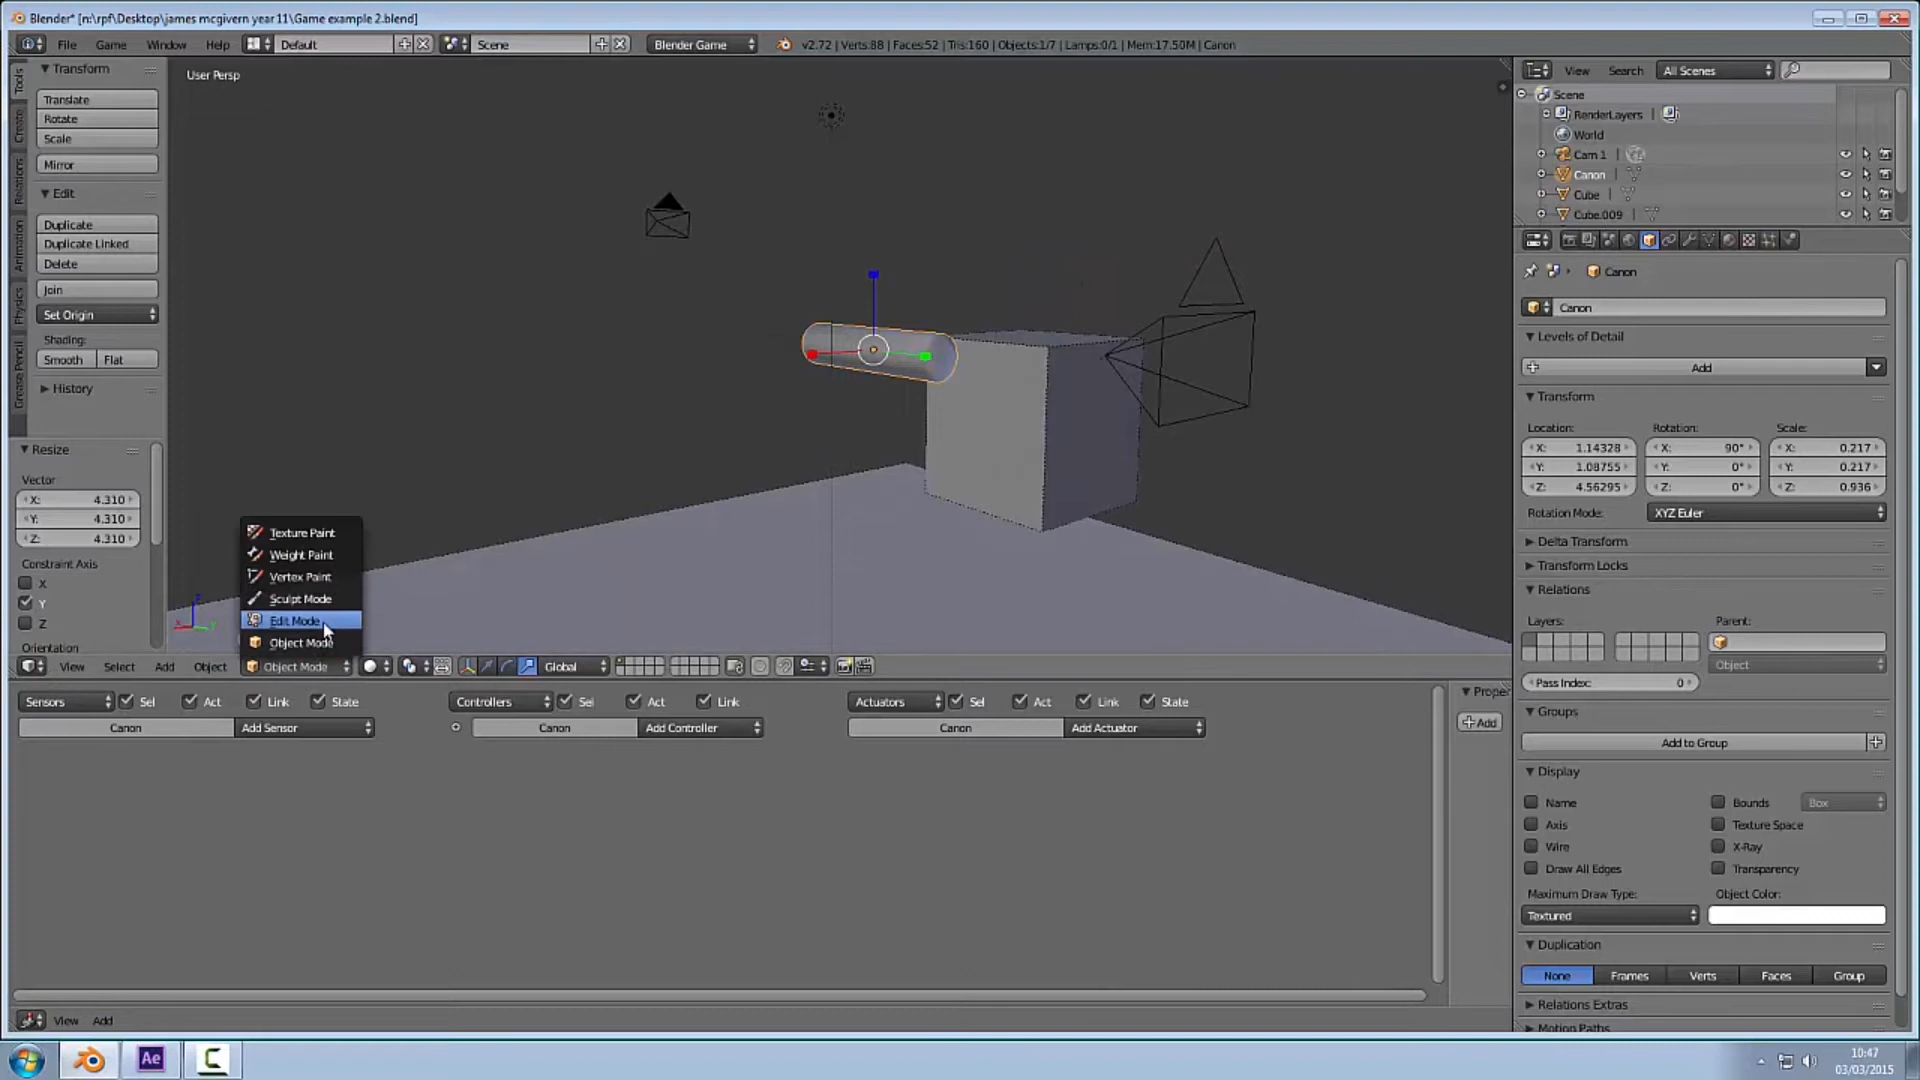 Blender* [n:\rpf\Desktop\james mcgivern year 11\Game example 2.blend]
File Game Window Help Default Scene Blender Game v2.72 | Verts:88 | Faces:52 | Tris:160 | Objects:1/7 | Lamps:0/1 | Mem:17.50M | Canon
Transform
User Persp
Translate
Rotate
Scale
Mirror
Edit
Duplicate
Duplicate Linked
Delete
Join
Set Origin
Shading:
Smooth Flat
History
Tools
Create
Relations
Animation
Physics
Grease Pencil
Resize
Vector
X: 4.310
Y: 4.310
Z: 4.310
Constraint Axis
X
Y
Z
Orientation
Texture Paint
Weight Paint
Vertex Paint
Sculpt Mode
Edit Mode
Object Mode
View Select Add Object Object Mode Global
Sensors Sel Act Link State Controllers Sel Act Link Actuators Sel Act Link State
Canon Add Sensor Canon Add Controller Canon Add Actuator
Proper
Add
View Add
View Search All Scenes
Scene
RenderLayers
World
Cam 1
Canon
Cube
Cube.009
Canon
Canon
Levels of Detail
Add
Transform
Location: Rotation: Scale:
X: 1.14328 X: 90° X: 0.217
Y: 1.08755 Y: 0° Y: 0.217
Z: 4.56295 Z: 0° Z: 0.936
Rotation Mode: XYZ Euler
Delta Transform
Transform Locks
Relations
Layers: Parent:
Object
Pass Index: 0
Groups
Add to Group
Display
Name Bounds Box
Axis Texture Space
Wire X-Ray
Draw All Edges Transparency
Maximum Draw Type: Object Color:
Textured
Duplication
None Frames Verts Faces Group
Relations Extras
Motion Paths
Ae
C
10:47
03/03/2015